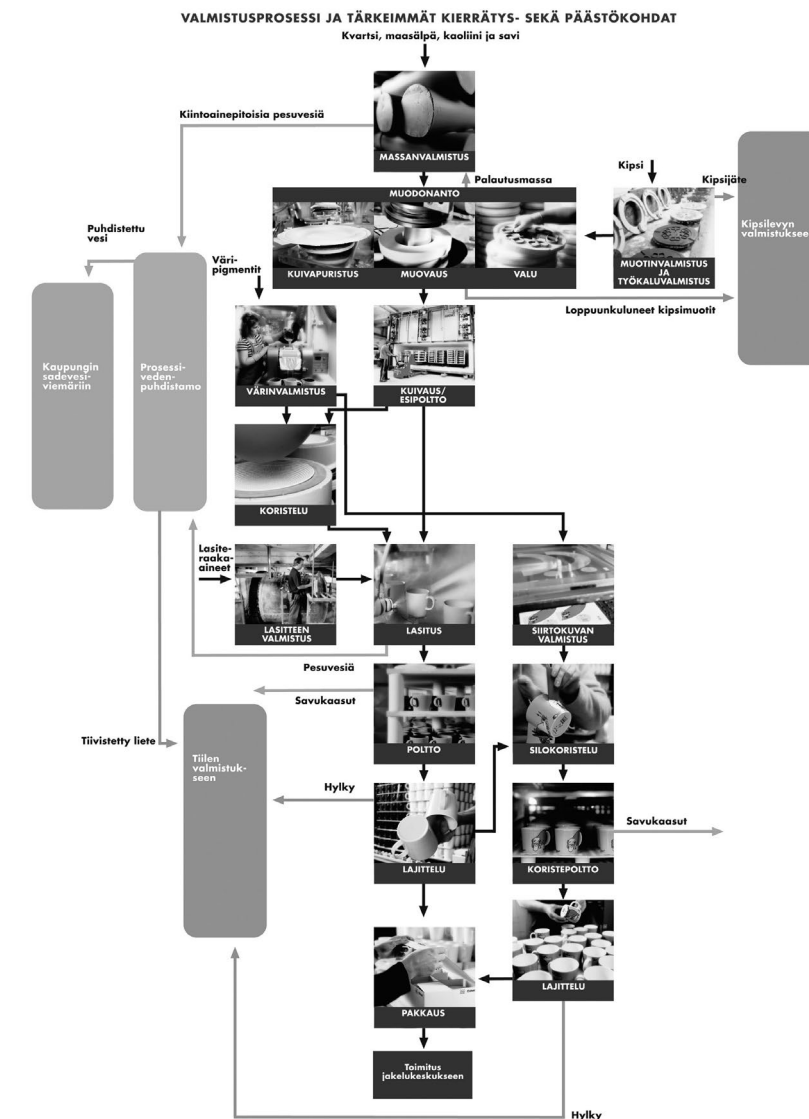 VALMISTUSPROSESSI JA TÄRKEIMMÄT KIERRÄTYS- SEKÄ PÄÄSTÖKOHDAT
Kvartsi, maasälpä, kaoliini ja savi
Kiintoainepitoisia pesuvesiä
MASSANVALMISTUS
Palautusmassa
Kipsi
Kipsijäte
MUODONANTO
KUIVAPURISTUS
MUOVAUS
VALU
MUOTINVALMISTUS
JA
TYÖKALUVALMISTUS
Kipsilevyn
valmistukseen
Loppuunkuluneet kipsimuotit
Puhdistettu
vesi
Väri-
pigmentit
Kaupungin
sadevesi-
viemäriin
Prosessi-
veden-
puhdistamo
VÄRINVALMISTUS
KUIVAUS/
ESIPOLTTO
KORISTELU
Lasite-
raaka-
aineet
LASITTEEN
VALMISTUS
LASITUS
SIIRTOKUVAN
VALMISTUS
Pesuvesiä
Savukaasut
POLTTO
SILOKORISTELU
Tiivistetty liete
Tiilen
valmistuk-
seen
Hylky
LAJITTELU
KORISTEPOLTTO
Savukaasut
LAJITTELU
PAKKAUS
Toimitus
jakelukeskukseen
Hylky